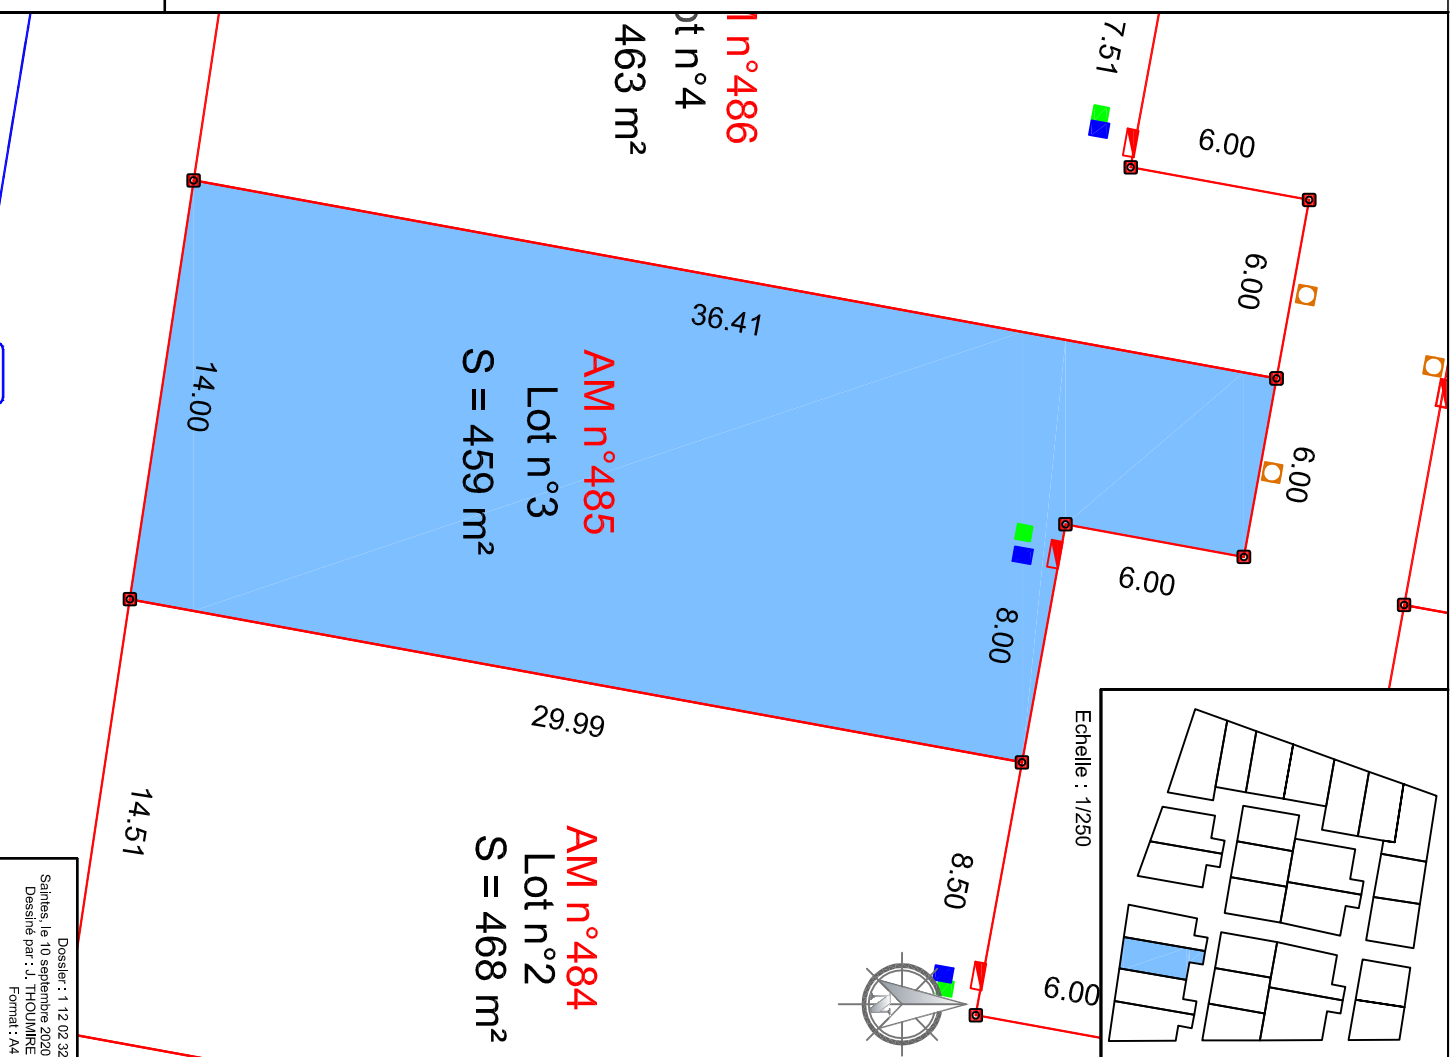 n°486
ot n°4
463 m²
7.51
6.00
6.00
6.00
6.00
36.41
14.00
AM n°485
Lot n°3
S = 459 m²
8.00
29.99
14.51
AM n°484
Lot n°2
S = 468 m²
8.50
6.00
N
Echelle : 1/250
Dossier : 1 12 02 32
Saintes, le 10 septembre 2020
Dessiné par : J. THOUMIRE
Format : A4